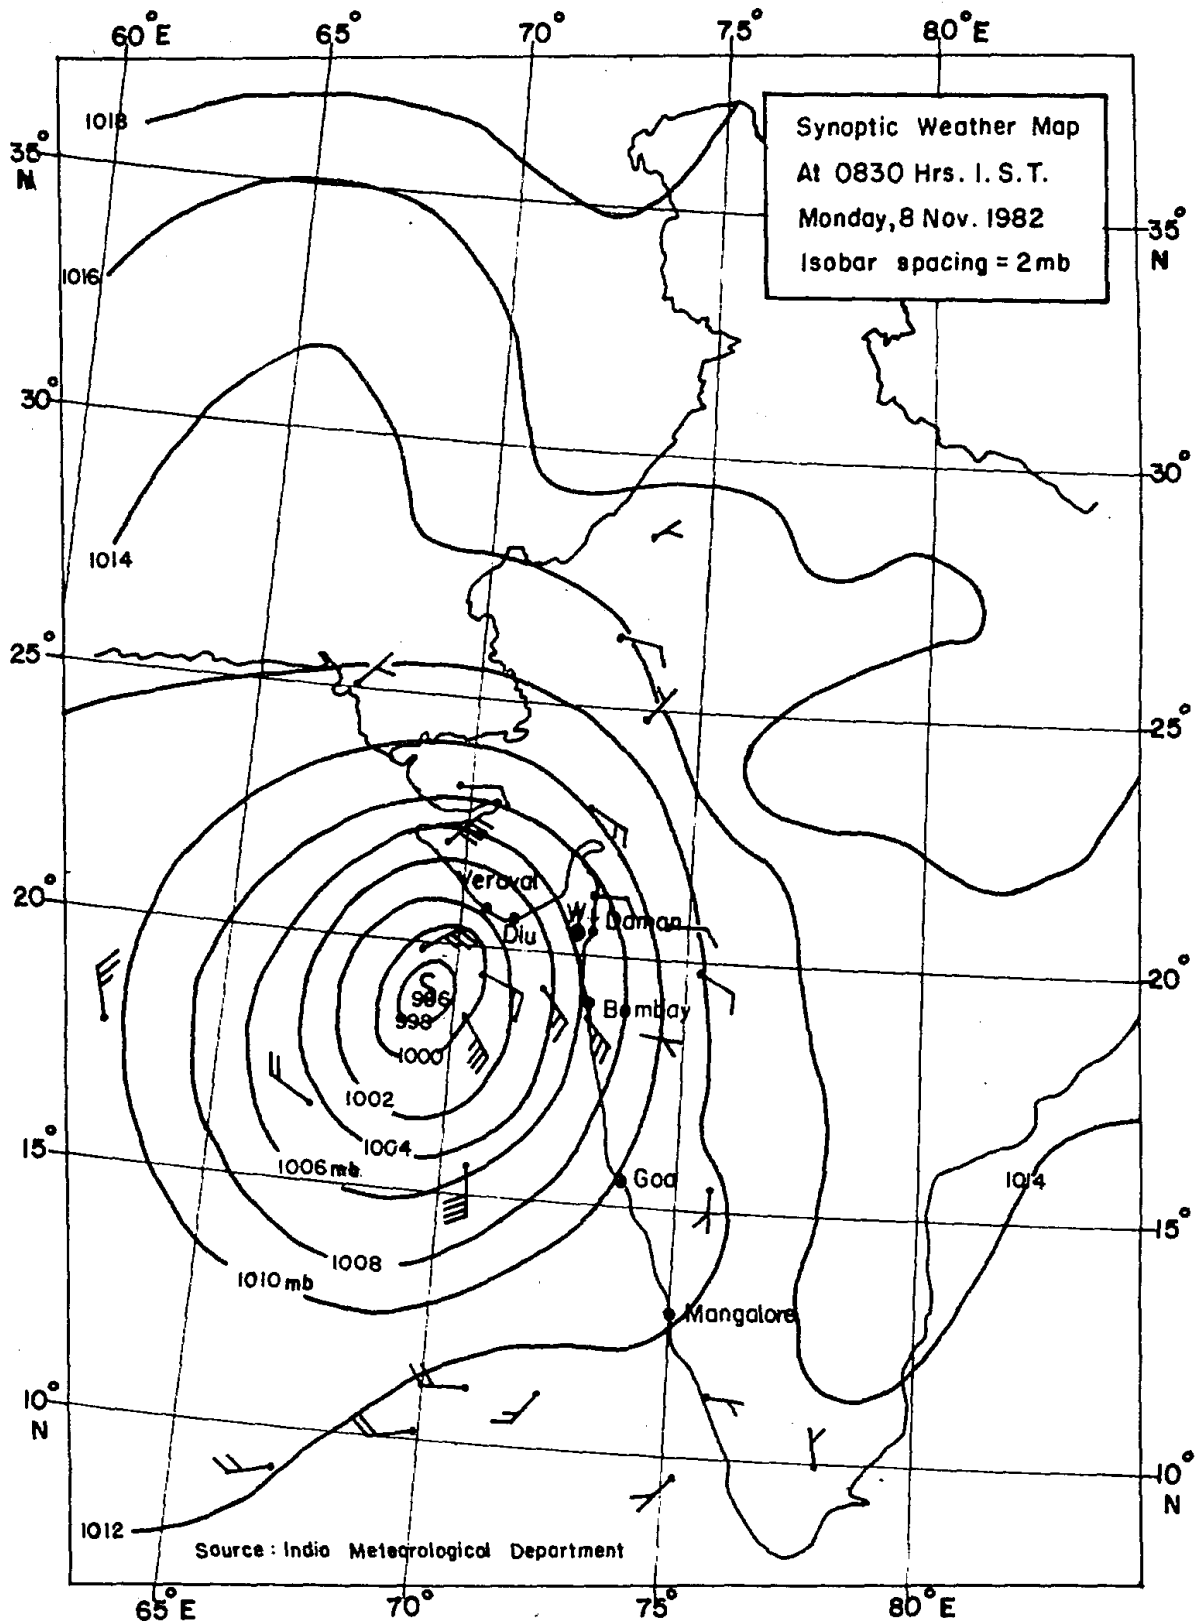 60°E 65° 70° 75° 80°E
Synoptic Weather Map
At 0830 Hrs. I.S.T.
Monday, 8 Nov. 1982
Isobar spacing = 2mb
1018
35°
N
35°
N
1016
30°
30°
1014
25°
25°
20°
Veraval
Diu
W
Daman
20°
S
996
998
Bombay
1000
1002
15°
1004
1006 mb.
Goa
1014
15°
1008
1010 mb
Mangalore
10°
N
10°
N
1012
Source: India Meteorological Department
65°E 70° 75° 80°E